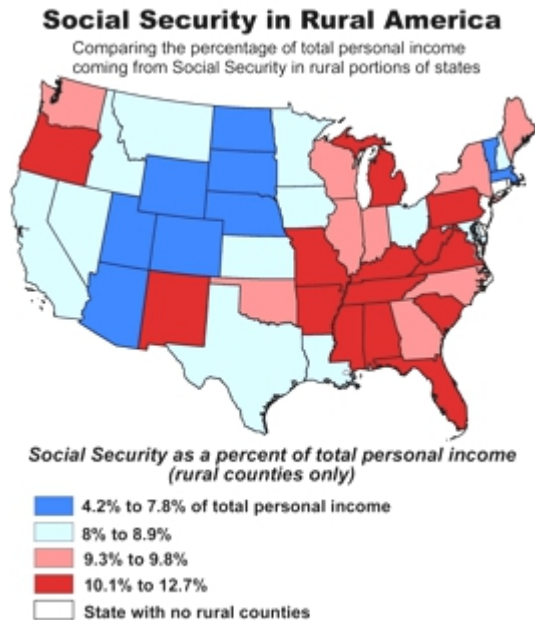 Social Security in Rural America
Comparing the percentage of total personal income
coming from Social Security in rural portions of states
Social Security as a percent of total personal income
(rural counties only)
4.2% to 7.8% of total personal income
8% to 8.9%
9.3% to 9.8%
10.1% to 12.7%
State with no rural counties